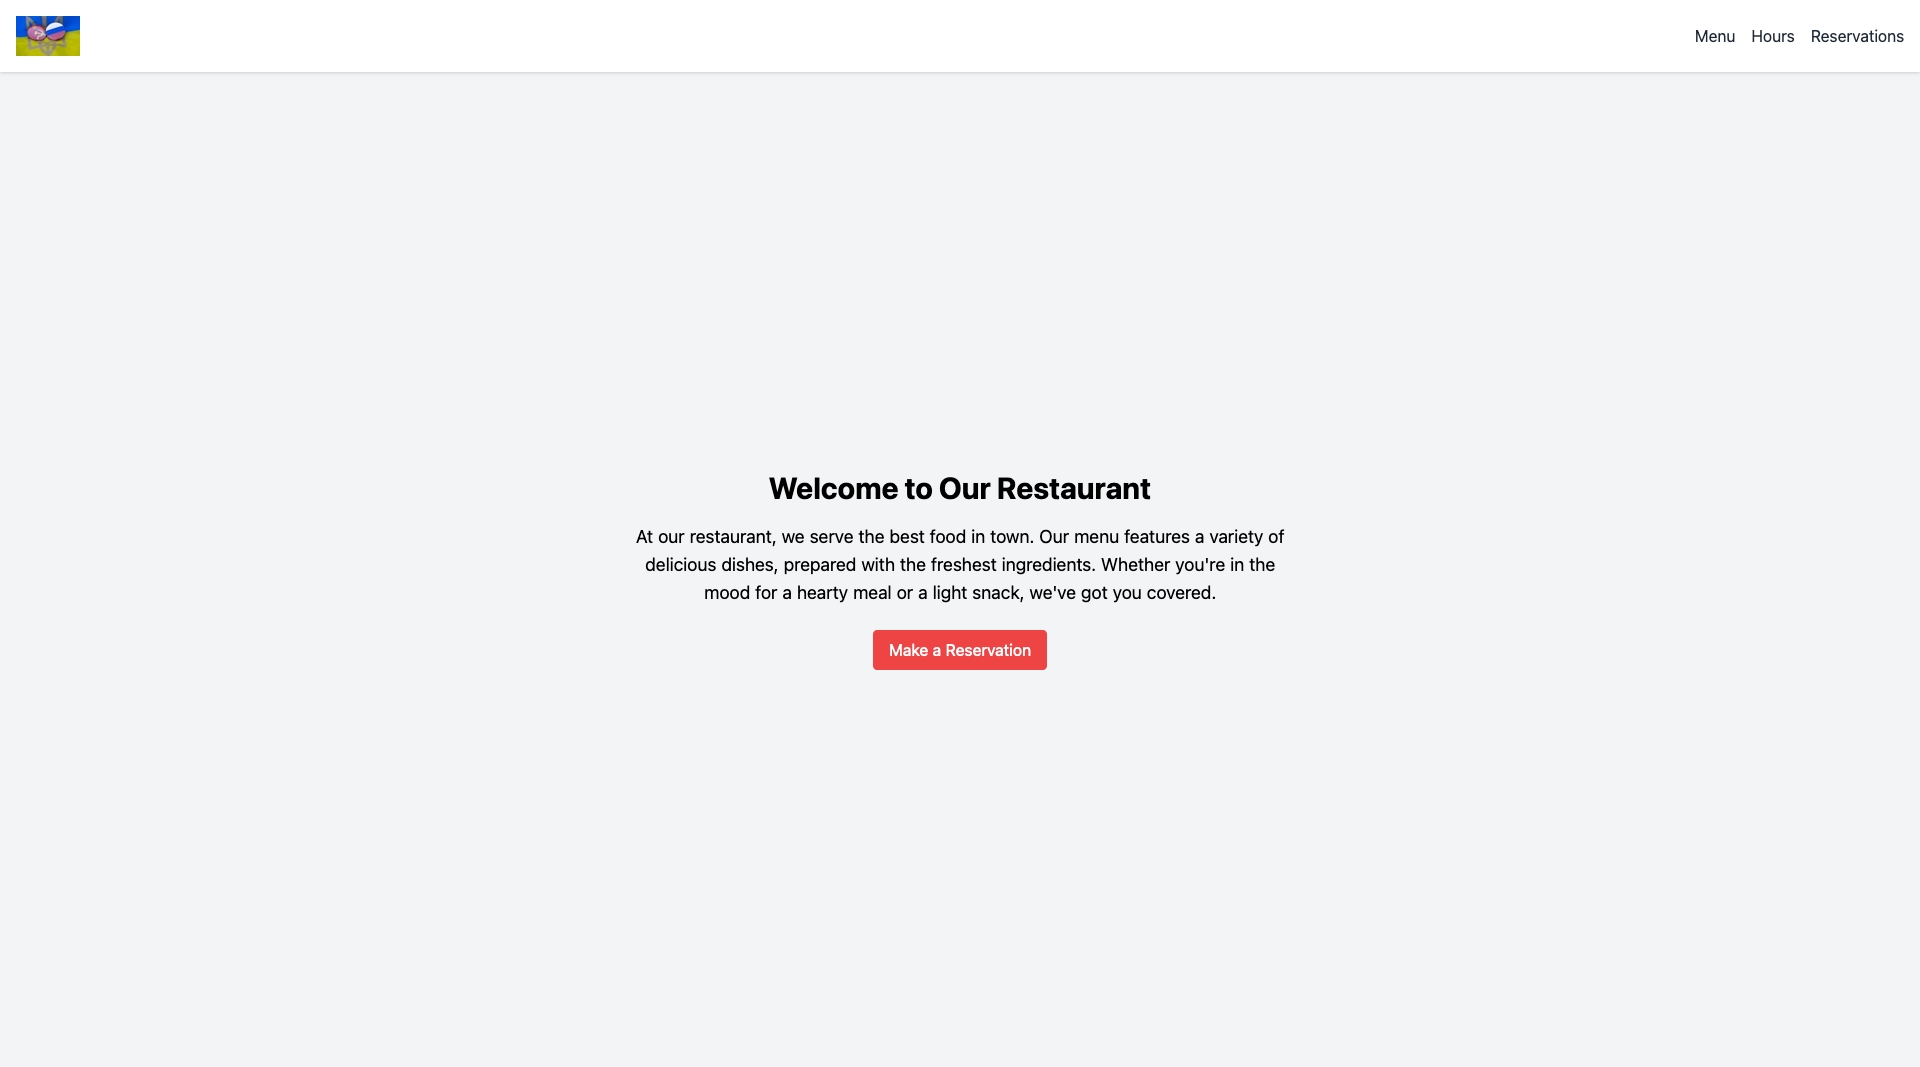 Menu Hours Reservations
Welcome to Our Restaurant
At our restaurant, we serve the best food in town. Our menu features a variety of
delicious dishes, prepared with the freshest ingredients. Whether you're in the
mood for a hearty meal or a light snack, we've got you covered.
Make a Reservation